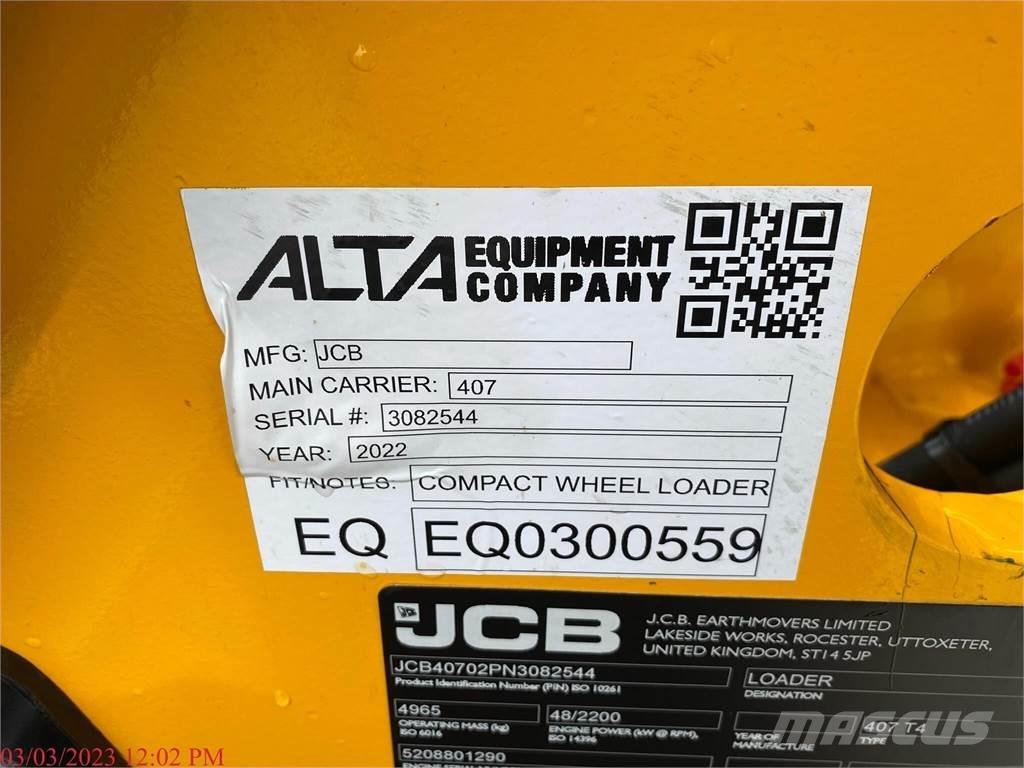 ALTA EQUIPMENT COMPANY
MFG: JCB
MAIN CARRIER: 407
SERIAL #: 3082544
YEAR: 2022
FIT/NOTES: COMPACT WHEEL LOADER
EQ EQ0300559
JCB
J.C.B. EARTHMOVERS LIMITED
LAKESIDE WORKS, ROCESTER, UTTOXETER,
UNITED KINGDOM, ST14 5JP
JCB40702PN3082544
Product Identification Number (PIN) ISO 10261
LOADER
DESIGNATION
4965
OPERATING MASS (kg)
ISO 6016
48/2200
ENGINE POWER (kW @ RPM),
ISO 14396
YEAR OF
MANUFACTURE
407 T4
TYPE
5208801290
MASCUS
03/03/2023 12:02 PM